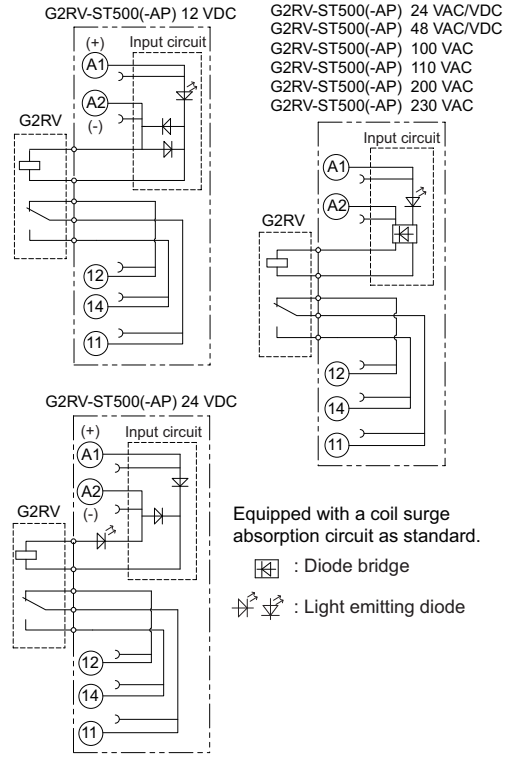 G2RV-ST500(-AP) 12 VDC
(+)
Input circuit
A1
A2
(-)
G2RV
12
14
11
G2RV-ST500(-AP) 24 VAC/VDC
G2RV-ST500(-AP) 48 VAC/VDC
G2RV-ST500(-AP) 100 VAC
G2RV-ST500(-AP) 110 VAC
G2RV-ST500(-AP) 200 VAC
G2RV-ST500(-AP) 230 VAC
Input circuit
A1
A2
G2RV
12
14
11
G2RV-ST500(-AP) 24 VDC
(+)
Input circuit
A1
A2
(-)
G2RV
12
14
11
Equipped with a coil surge
absorption circuit as standard.
: Diode bridge
: Light emitting diode